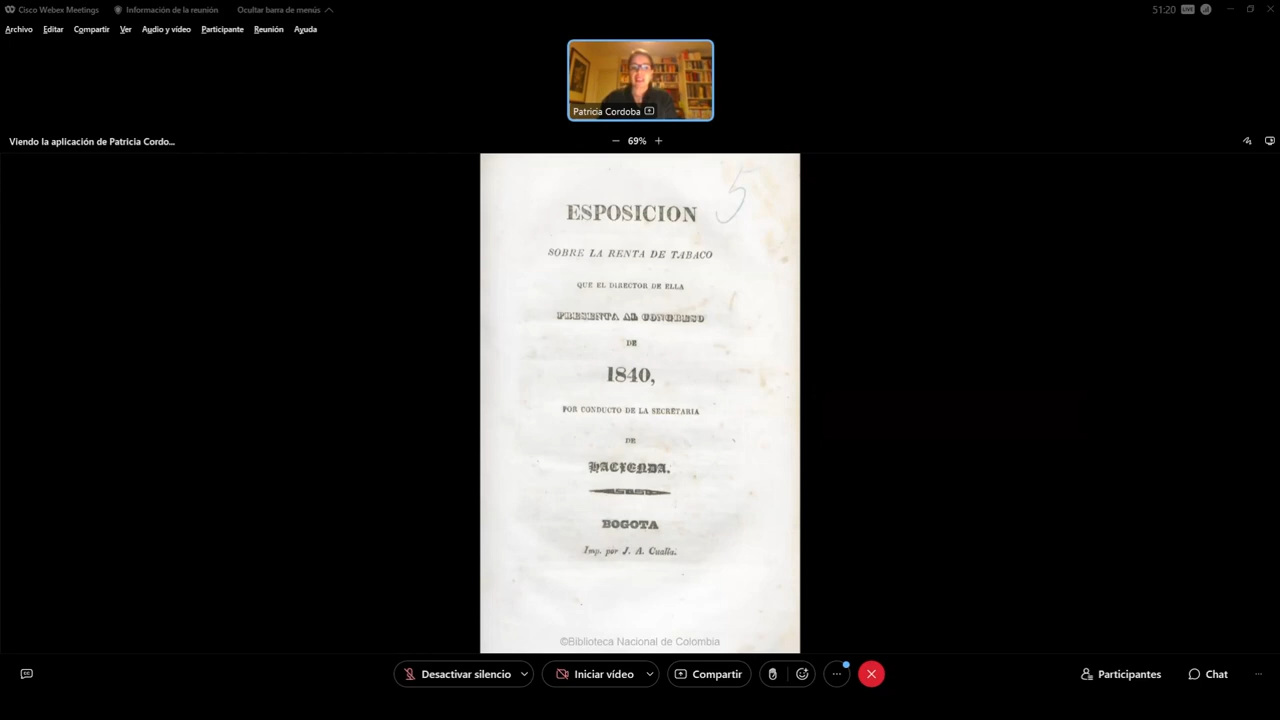 Cisco Webex Meetings Información de la reunión Ocultar barra de menús 51:20
Archivo Editar Compartir Ver Audio y vídeo Participante Reunión Ayuda
Patricia Cordoba
Viendo la aplicación de Patricia Cordo...
69%
5
ESPOSICION
SOBRE LA RENTA DE TABACO
QUE EL DIRECTOR DE ELLA
PRESENTA AL CONGRESO
DE
1840,
POR CONDUCTO DE LA SECRETARIA
DE
HACIENDA.
BOGOTA
Imp. por J. A. Cualla.
©Biblioteca Nacional de Colombia
Desactivar silencio Iniciar vídeo Compartir Participantes Chat